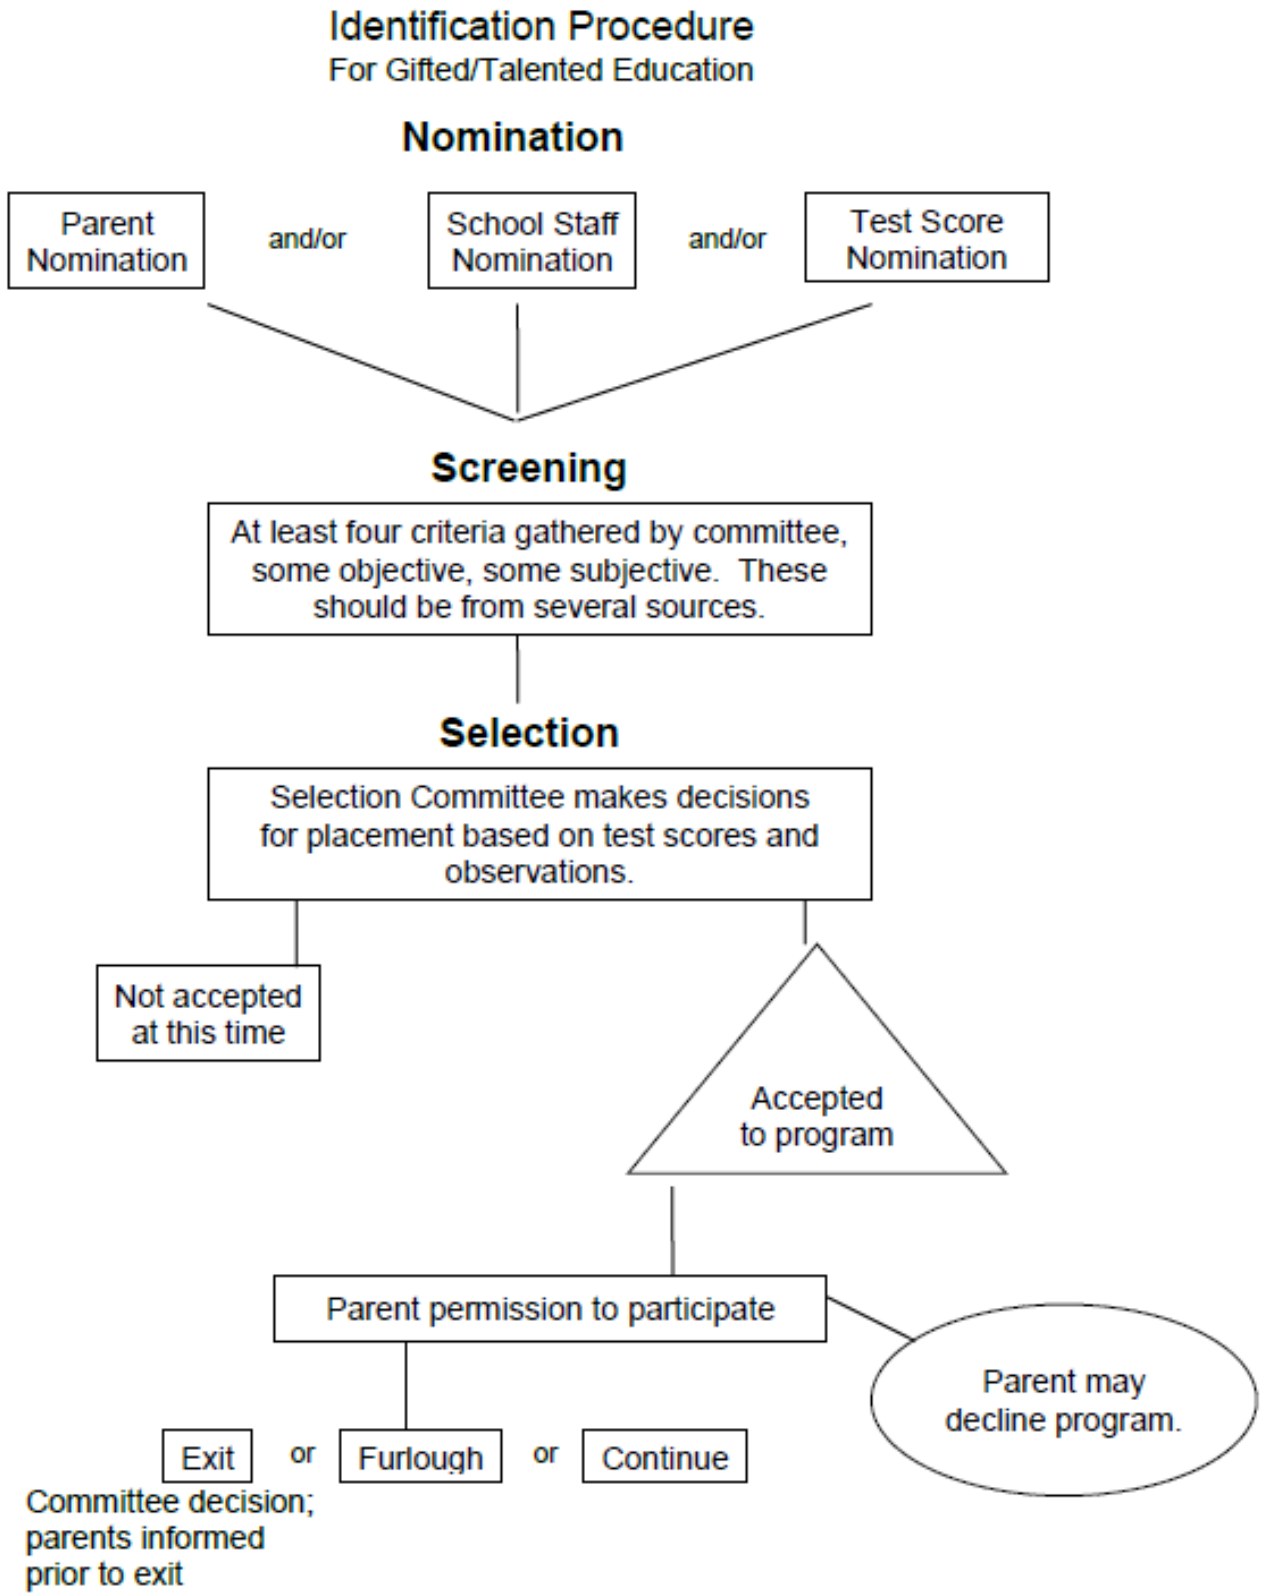 Identification Procedure
For Gifted/Talented Education
Nomination
Parent
Nomination
and/or
School Staff
Nomination
and/or
Test Score
Nomination
Screening
At least four criteria gathered by committee,
some objective, some subjective.  These
should be from several sources.
Selection
Selection Committee makes decisions
for placement based on test scores and
observations.
Not accepted
at this time
Accepted
to program
Parent permission to participate
Parent may
decline program.
Exit or Furlough or Continue
Committee decision;
parents informed
prior to exit